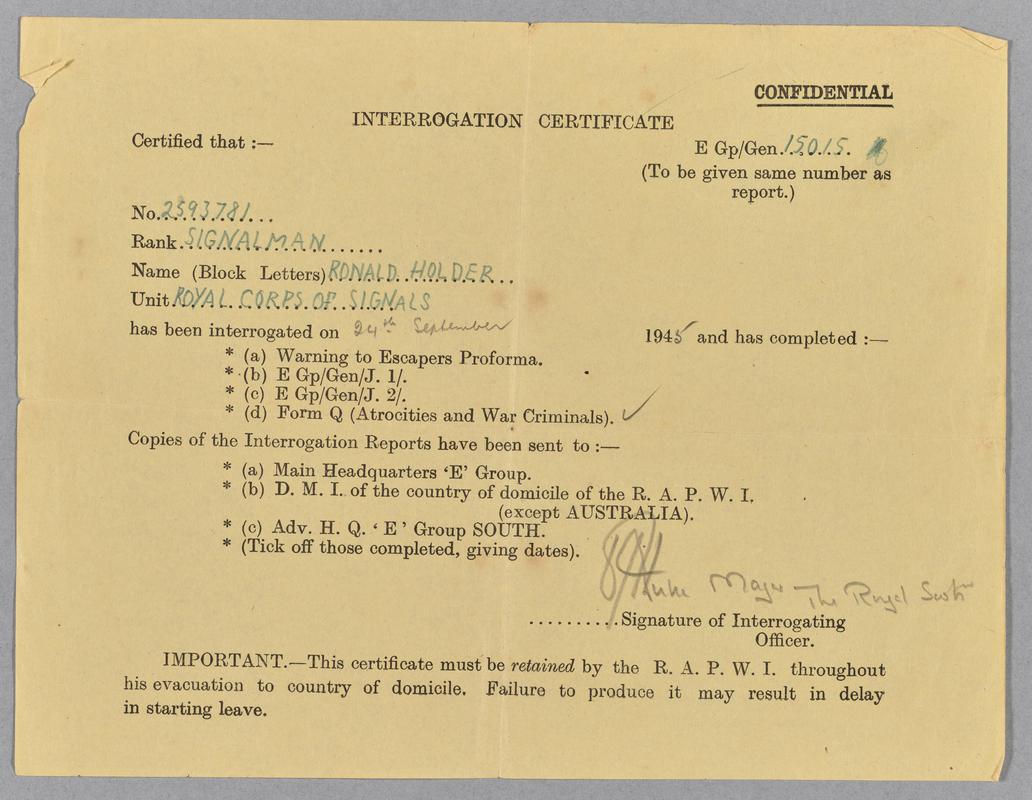 CONFIDENTIAL
INTERROGATION CERTIFICATE
Certified that :—
E Gp/Gen.15015.
(To be given same number as
report.)
No.2393781...
Rank.SIGNALMAN.......
Name (Block Letters) RONALD HOLDER...
Unit ROYAL CORPS OF SIGNALS
has been interrogated on 24th September 1945 and has completed :—
* (a) Warning to Escapers Proforma.
* (b) E Gp/Gen/J. 1/.
* (c) E Gp/Gen/J. 2/.
* (d) Form Q (Atrocities and War Criminals). ✓
Copies of the Interrogation Reports have been sent to :—
* (a) Main Headquarters ‘E’ Group.
* (b) D. M. I. of the country of domicile of the R. A. P. W. I.
(except AUSTRALIA).
* (c) Adv. H. Q. ‘ E ’ Group SOUTH.
* (Tick off those completed, giving dates).
Major The Royal Scots
..........Signature of Interrogating
Officer.
IMPORTANT.—This certificate must be retained by the R. A. P. W. I. throughout
his evacuation to country of domicile. Failure to produce it may result in delay
in starting leave.